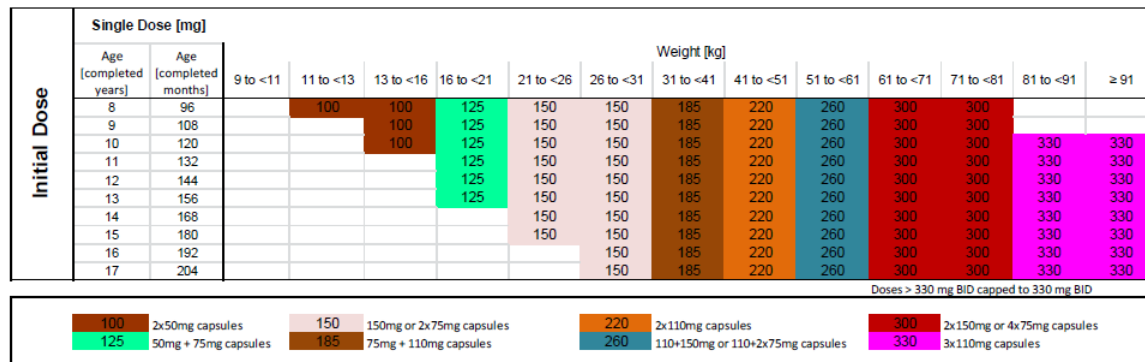 Single Dose [mg]
Initial Dose
Age [completed years] Age [completed months] Weight [kg]
9 to <11 11 to <13 13 to <16 16 to <21 21 to <26 26 to <31 31 to <41 41 to <51 51 to <61 61 to <71 71 to <81 81 to <91 ≥ 91
8 96 100 100 125 150 150 185 220 260 300 300
9 108 100 125 150 150 185 220 260 300 300
10 120 100 125 150 150 185 220 260 300 300 330 330
11 132 125 150 150 185 220 260 300 300 330 330
12 144 125 150 150 185 220 260 300 300 330 330
13 156 125 150 150 185 220 260 300 300 330 330
14 168 150 150 185 220 260 300 300 330 330
15 180 150 150 185 220 260 300 300 330 330
16 192 150 185 220 260 300 300 330 330
17 204 150 185 220 260 300 300 330 330
Doses > 330 mg BID capped to 330 mg BID
100 2x50mg capsules 150 150mg or 2x75mg capsules 220 2x110mg capsules 300 2x150mg or 4x75mg capsules
125 50mg + 75mg capsules 185 75mg + 110mg capsules 260 110+150mg or 110+2x75mg capsules 330 3x110mg capsules